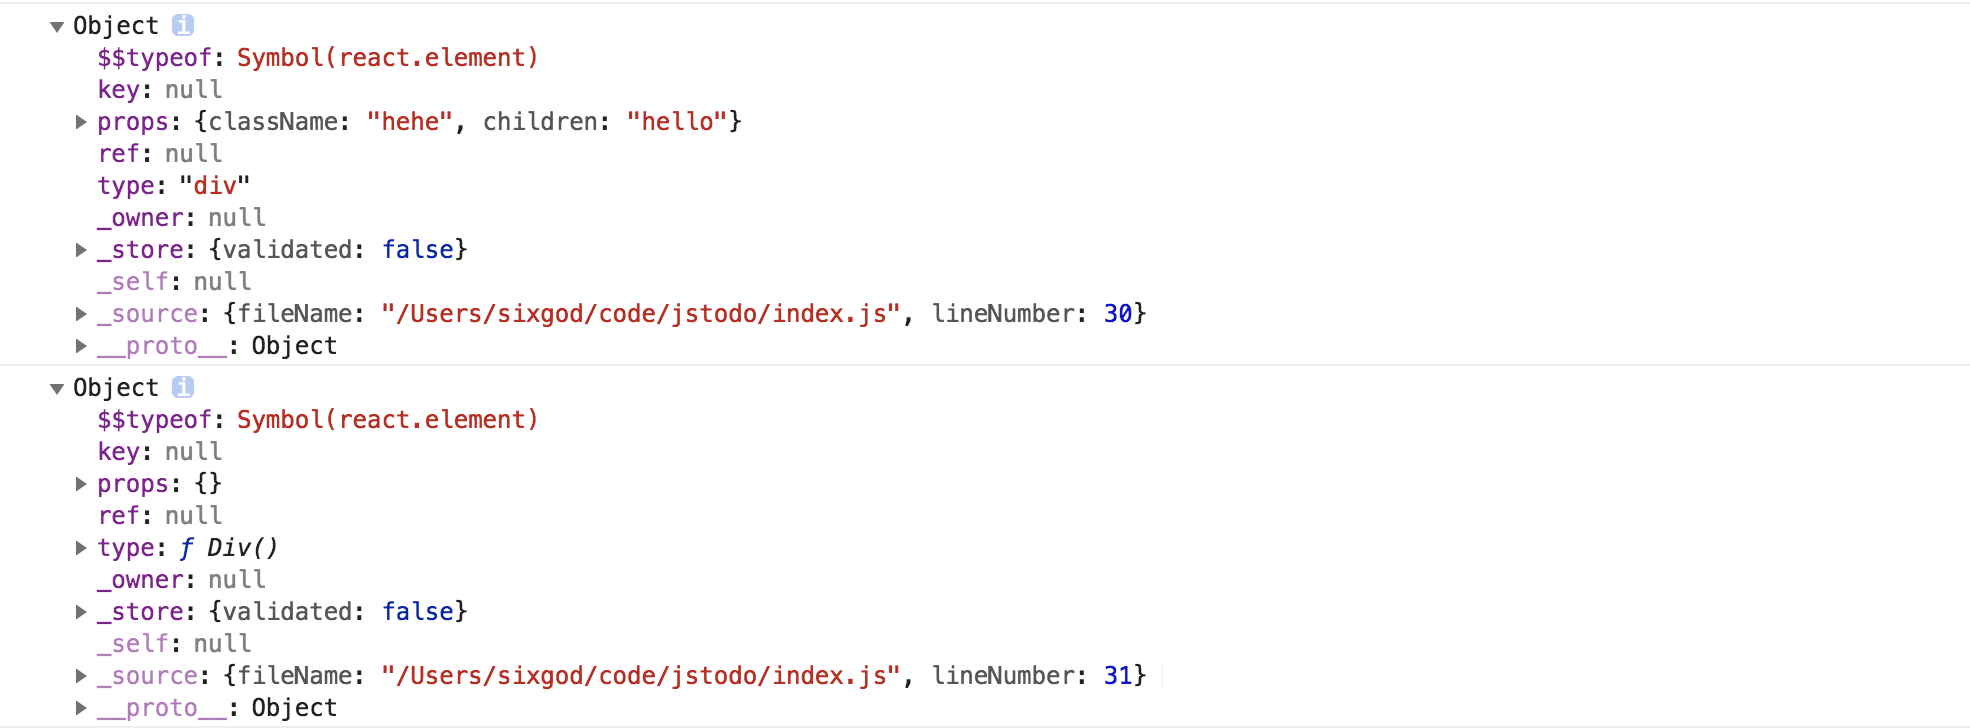 Object i
$$typeof: Symbol(react.element)
key: null
props: {className: "hehe", children: "hello"}
ref: null
type: "div"
_owner: null
_store: {validated: false}
_self: null
_source: {fileName: "/Users/sixgod/code/jstodo/index.js", lineNumber: 30}
__proto__: Object
Object i
$$typeof: Symbol(react.element)
key: null
props: {}
ref: null
type: ƒ Div()
_owner: null
_store: {validated: false}
_self: null
_source: {fileName: "/Users/sixgod/code/jstodo/index.js", lineNumber: 31}
__proto__: Object